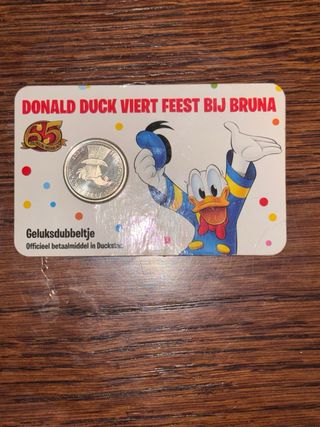 DONALD DUCK VIERT FEEST BIJ BRUNA
65
Geluksdubbeltje
Officieel betaalmiddel in Duckstad